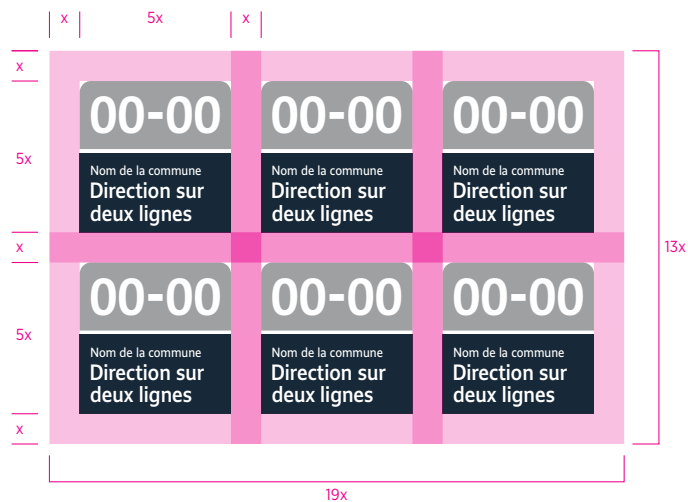 x 5x x
x
00-00 00-00 00-00
5x
Nom de la commune Nom de la commune Nom de la commune
Direction sur Direction sur Direction sur
deux lignes deux lignes deux lignes
x
13x
00-00 00-00 00-00
5x
Nom de la commune Nom de la commune Nom de la commune
Direction sur Direction sur Direction sur
deux lignes deux lignes deux lignes
x
19x